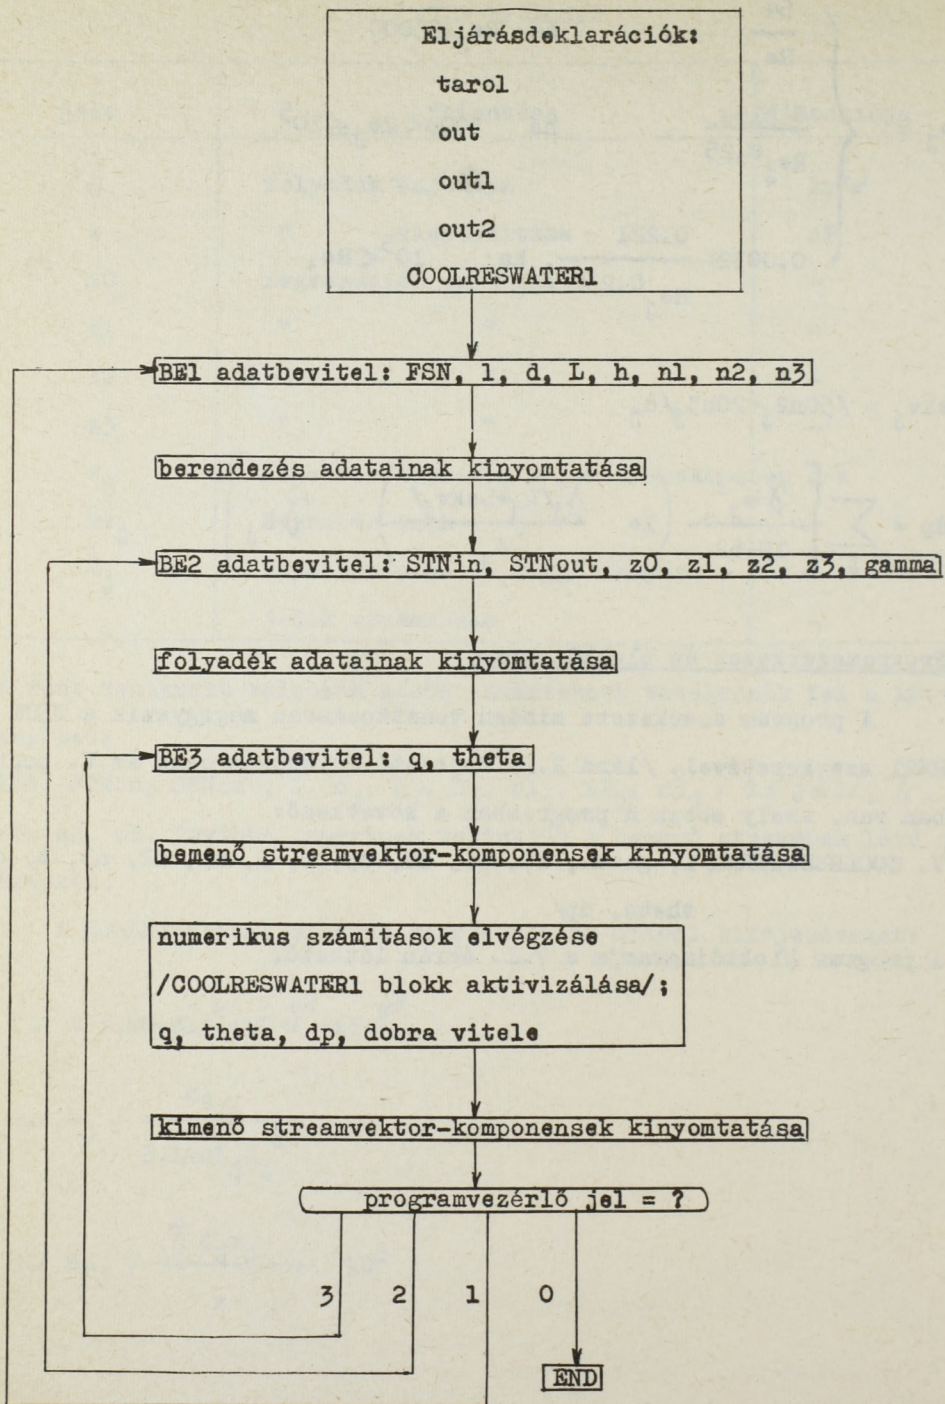 Eljárásdeklarációk:
tarol
out
out1
out2
COOLRESWATER1
BE1 adatbevitel: FSN, l, d, L, h, n1, n2, n3
berendezés adatainak kinyomtatása
BE2 adatbevitel: STNin, STNout, z0, z1, z2, z3, gamma
folyadék adatainak kinyomtatása
BE3 adatbevitel: q, theta
bemenő streamvektor-komponensek kinyomtatása
numerikus számitások elvégzése
/COOLRESWATER1 blokk aktivizálása/;
q, theta, dp, dobra vitele
kimenő streamvektor-komponensek kinyomtatása
programvezérlő jel = ?
3 2 1 0
END